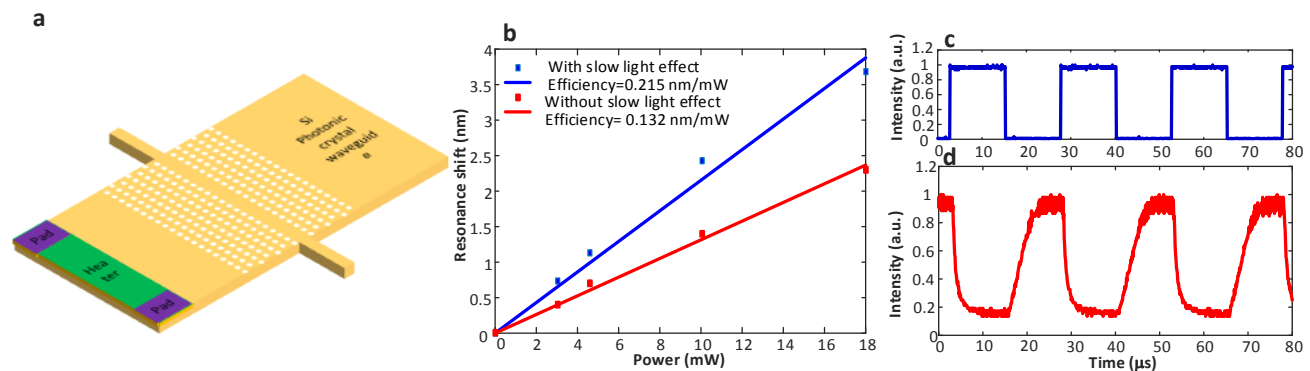 a
Si
Photonic
crystal
waveguid
e
Pad
Hea
ter
Pad
b
Resonance shift (nm)
4
3.5
3
2.5
2
1.5
1
0.5
0
With slow light effect
Efficiency=0.215 nm/mW
Without slow light effect
Efficiency= 0.132 nm/mW
0 2 4 6 8 10 12 14 16 18
Power (mW)
c
Intensity (a.u.)
1
0.8
0.6
0.4
0.2
0
0 10 20 30 40 50 60 70 80
d
Intensity (a.u.)
1
0.8
0.6
0.4
0.2
0
0 10 20 30 40 50 60 70 80
Time (μs)